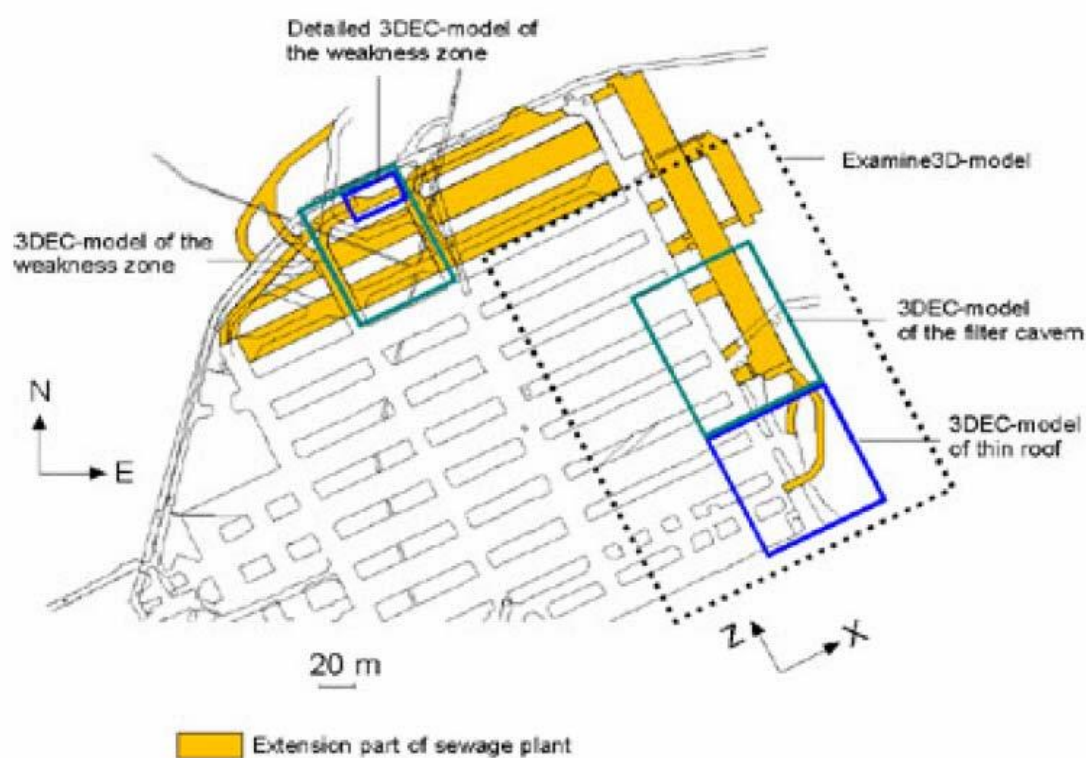 Detailed 3DEC-model of
the weakness zone
Examine3D-model
3DEC-model of the
weakness zone
3DEC-model
of the filter cavern
N
E
3DEC-model
of thin roof
Z
X
20 m
Extension part of sewage plant